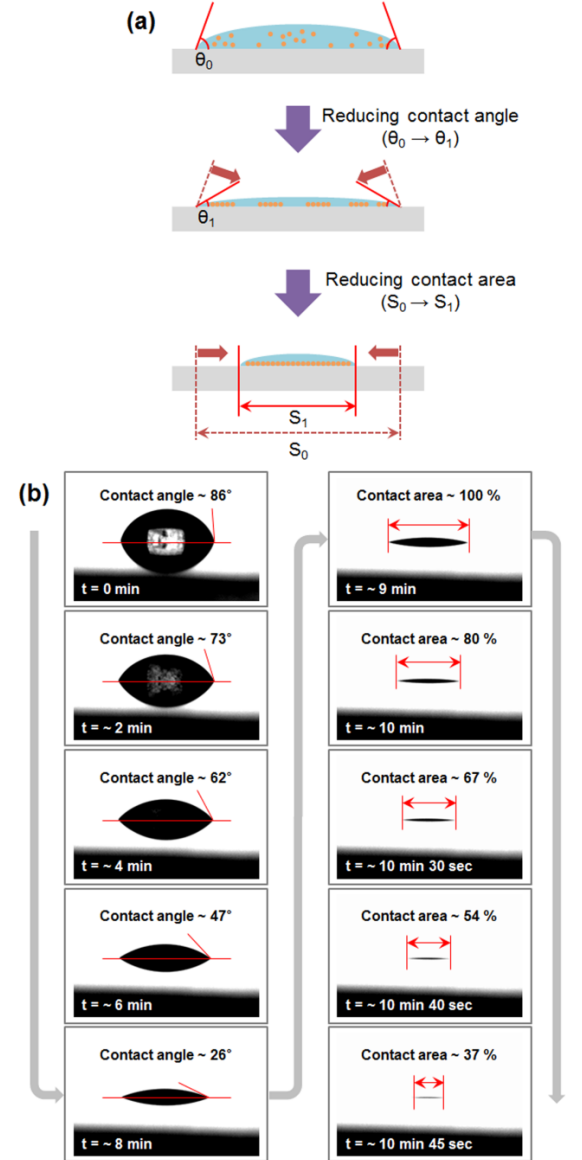 (a)
θ0
Reducing contact angle
(θ0 → θ1)
θ1
Reducing contact area
(S0 → S1)
S1
S0
(b)
Contact angle ~ 86°
t = 0 min
Contact angle ~ 73°
t = ~ 2 min
Contact angle ~ 62°
t = ~ 4 min
Contact angle ~ 47°
t = ~ 6 min
Contact angle ~ 26°
t = ~ 8 min
Contact area ~ 100 %
t = ~ 9 min
Contact area ~ 80 %
t = ~ 10 min
Contact area ~ 67 %
t = ~ 10 min 30 sec
Contact area ~ 54 %
t = ~ 10 min 40 sec
Contact area ~ 37 %
t = ~ 10 min 45 sec